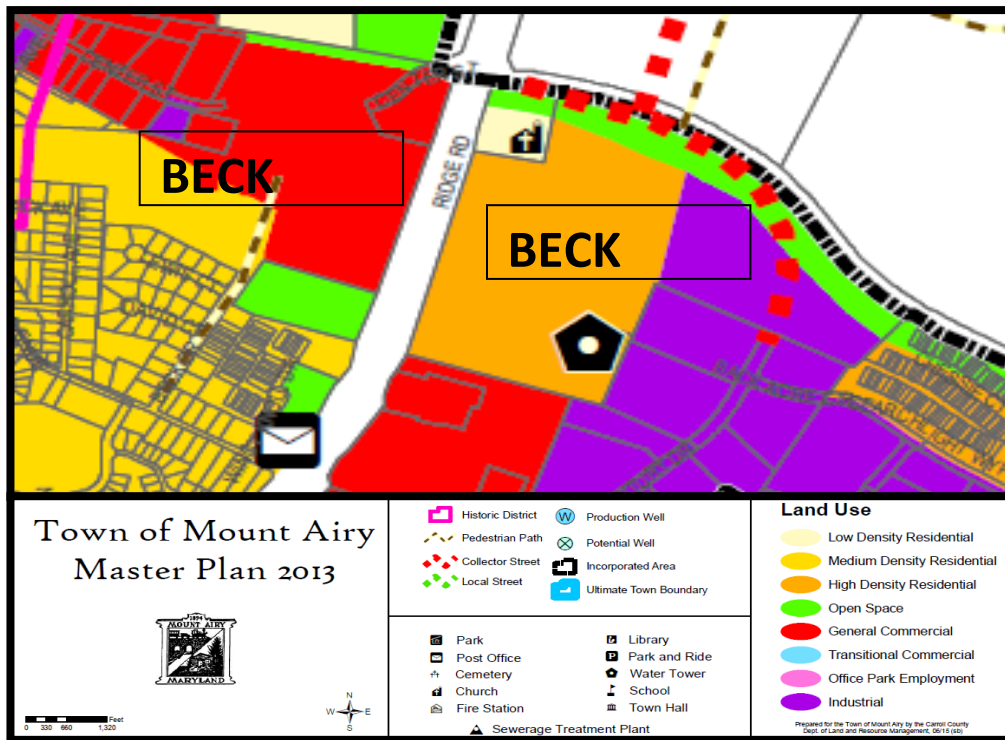 BECK
RIDGE RD
BECK
Town of Mount Airy
Master Plan 2013
1894
MOUNT AIRY
MARYLAND
Feet
0 330 660 1,320
N
W E
S
Historic District
Pedestrian Path
Collector Street
Local Street
W Production Well
Potential Well
Incorporated Area
Ultimate Town Boundary
Park
Post Office
Cemetery
Church
Fire Station
Library
P Park and Ride
Water Tower
School
Town Hall
Sewerage Treatment Plant
Land Use
Low Density Residential
Medium Density Residential
High Density Residential
Open Space
General Commercial
Transitional Commercial
Office Park Employment
Industrial
Prepared for the Town of Mount Airy by the Carroll County
Dept. of Land and Resource Management, 06/15 (sb)